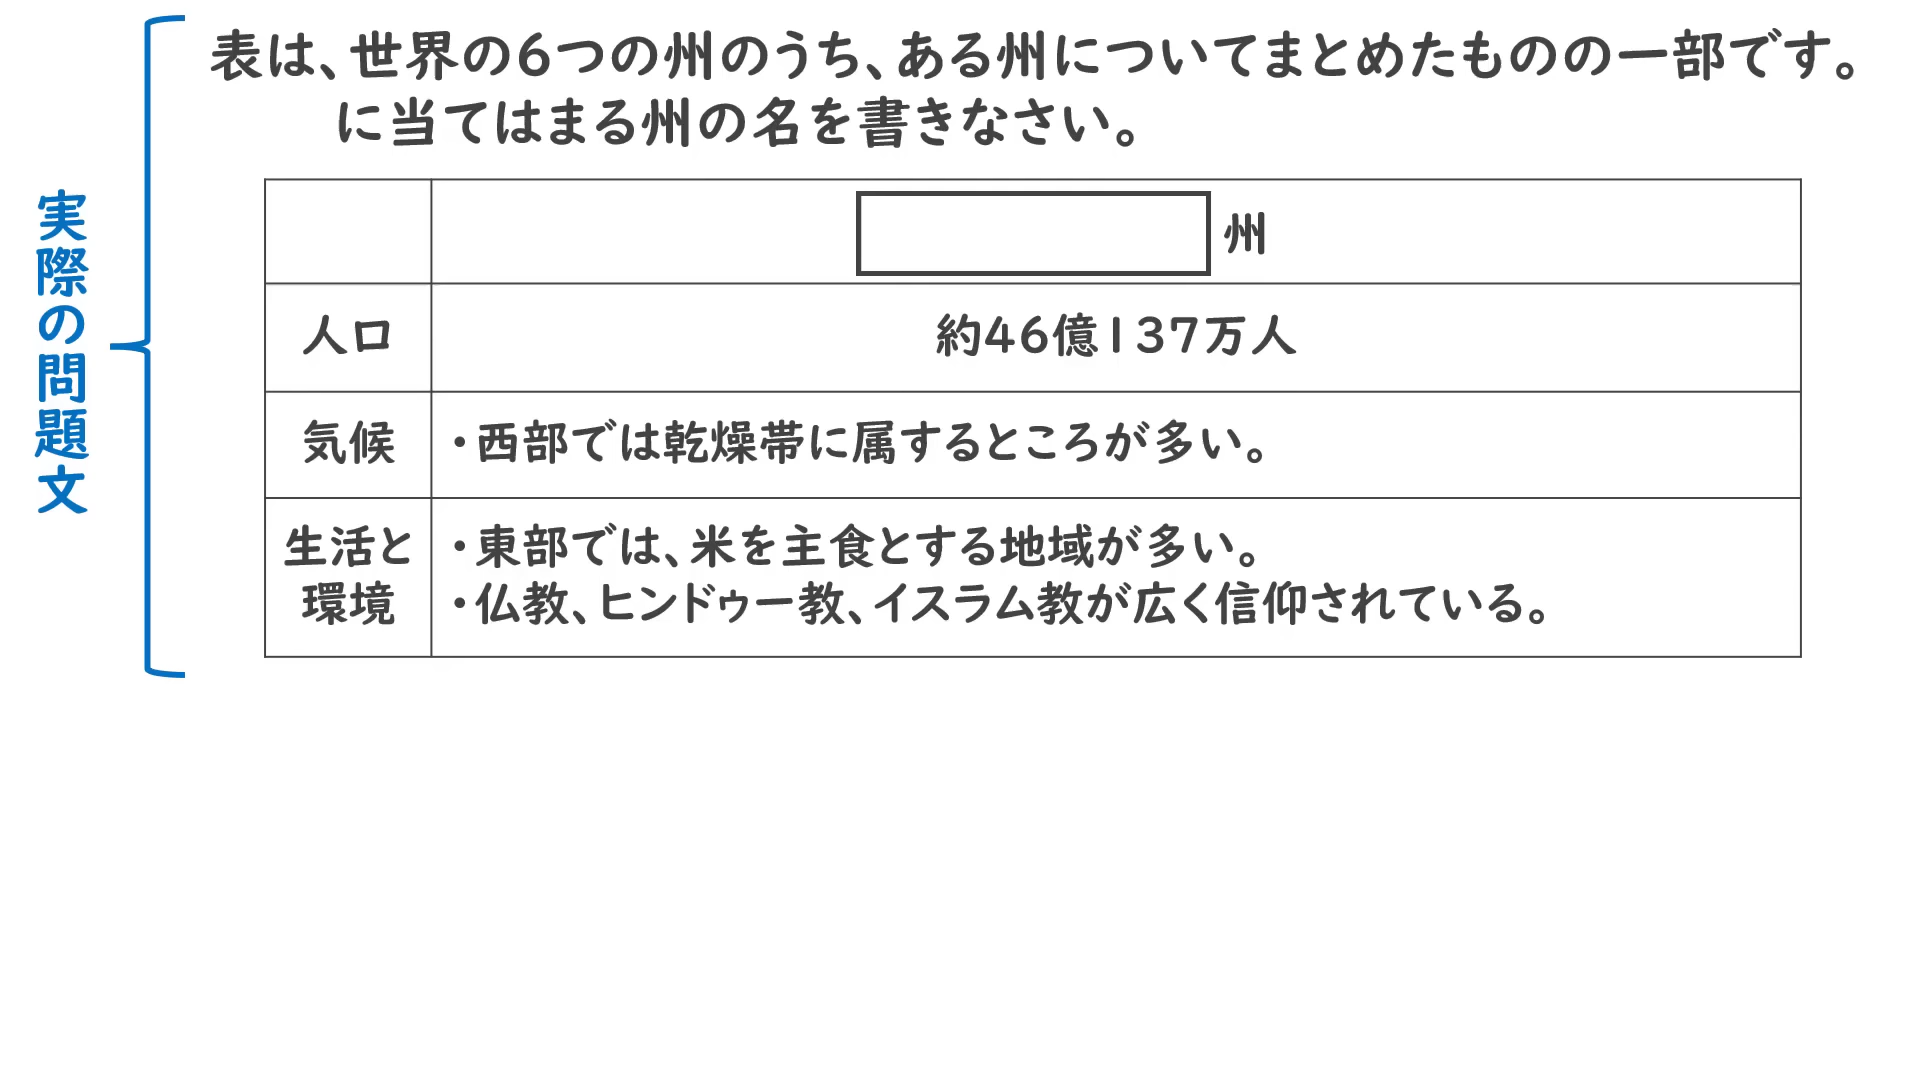 実際の問題文
表は、世界の6つの州のうち、ある州についてまとめたものの一部です。
に当てはまる州の名を書きなさい。
州
人口
約46億137万人
気候
・西部では乾燥帯に属するところが多い。
生活と
環境
・東部では、米を主食とする地域が多い。
・仏教、ヒンドゥー教、イスラム教が広く信仰されている。